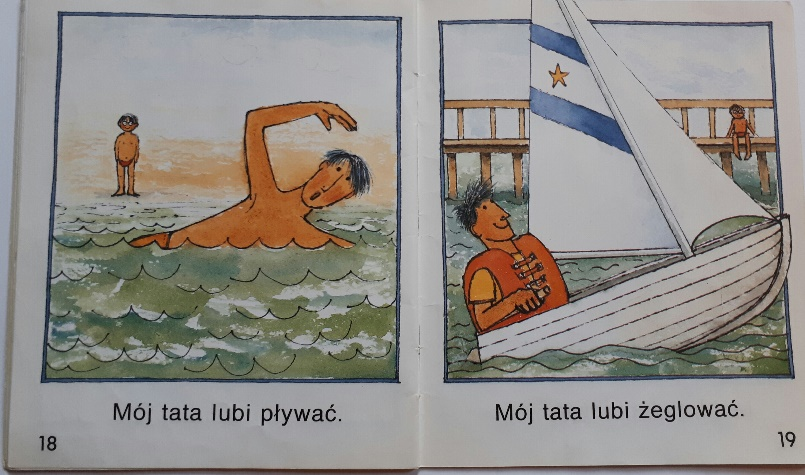 Mój tata lubi pływać.
18
Mój tata lubi żeglować.
19